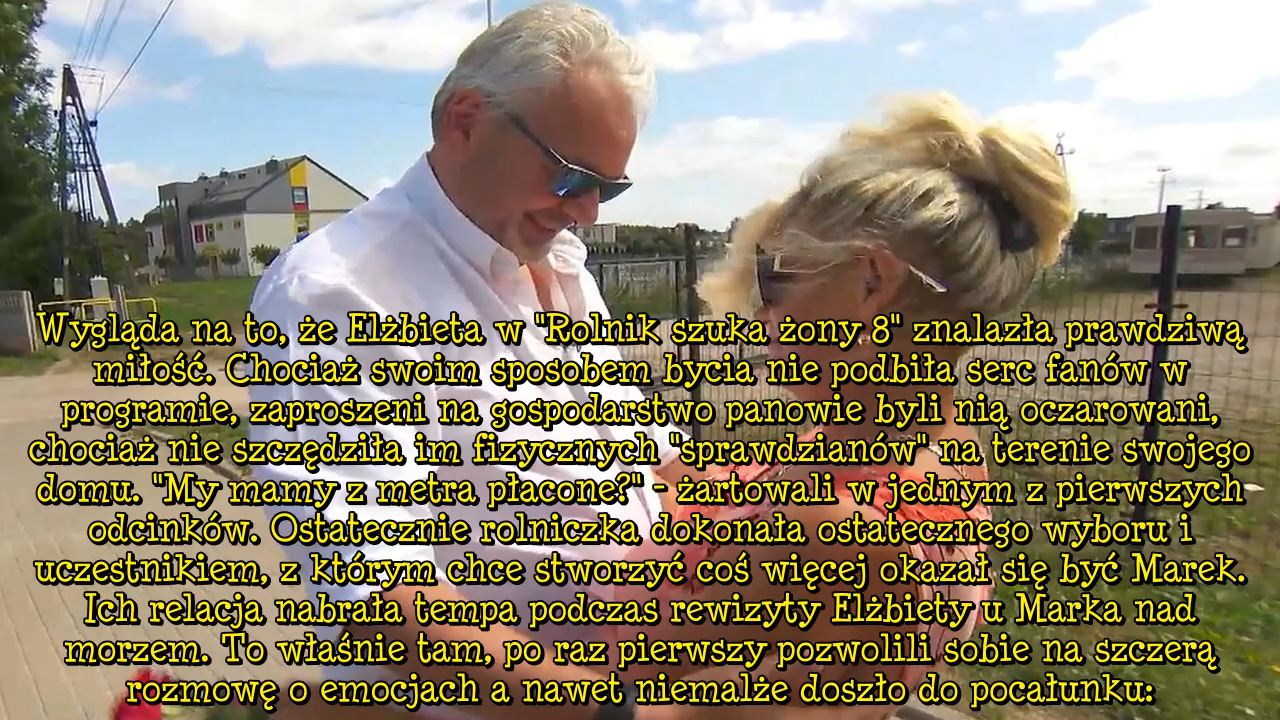 Wygląda na to, że Elżbieta w "Rolnik szuka żony 8" znalazła prawdziwą
miłość. Chociaż swoim sposobem bycia nie podbiła serc fanów w
programie, zaproszeni na gospodarstwo panowie byli nią oczarowani,
chociaż nie szczędziła im fizycznych "sprawdzianów" na terenie swojego
domu. "My mamy z metra płacone?" - żartowali w jednym z pierwszych
odcinków. Ostatecznie rolniczka dokonała ostatecznego wyboru i
uczestnikiem, z którym chce stworzyć coś więcej okazał się być Marek.
Ich relacja nabrała tempa podczas rewizyty Elżbiety u Marka nad
morzem. To właśnie tam, po raz pierwszy pozwolili sobie na szczerą
rozmowę o emocjach a nawet niemalże doszło do pocałunku: